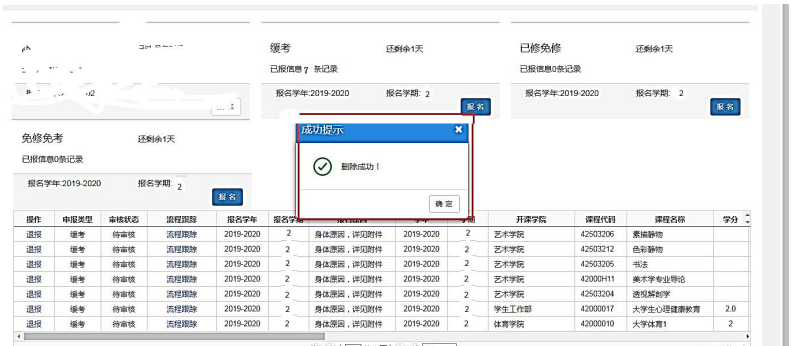 缓考 还剩余1天 已修免修 还剩余1天
已报信息7 条记录 已报信息0条记录
报名学年:2019-2020 报名学期: 2 报名学年:2019-2020 报名学期: 2
报 名 报 名
免修免考 还剩余1天
已报信息0条记录
报名学年:2019-2020 报名学期: 2
报 名
成功提示
删除成功！
确 定
操作 申报类型 审核状态 流程跟踪 报名学年 开课学院 课程代码 课程名称 学分
退报 缓考 待审核 流程跟踪 2019-2020 2 身体原因，详见附件 2019-2020 2 艺术学院 42503206 素描静物
退报 缓考 待审核 流程跟踪 2019-2020 2 身体原因，详见附件 2019-2020 2 艺术学院 42503212 色彩静物
退报 缓考 待审核 流程跟踪 2019-2020 2 身体原因，详见附件 2019-2020 2 艺术学院 42503205 书法
退报 缓考 待审核 流程跟踪 2019-2020 2 身体原因，详见附件 2019-2020 2 艺术学院 42000H11 美术学专业导论
退报 缓考 待审核 流程跟踪 2019-2020 2 身体原因，详见附件 2019-2020 2 艺术学院 42503204 透视解剖学
退报 缓考 待审核 流程跟踪 2019-2020 2 身体原因，详见附件 2019-2020 2 学生工作部 42000017 大学生心理健康教育 2.0
退报 缓考 待审核 流程跟踪 2019-2020 2 身体原因，详见附件 2019-2020 2 体育学院 42000010 大学体育1 2